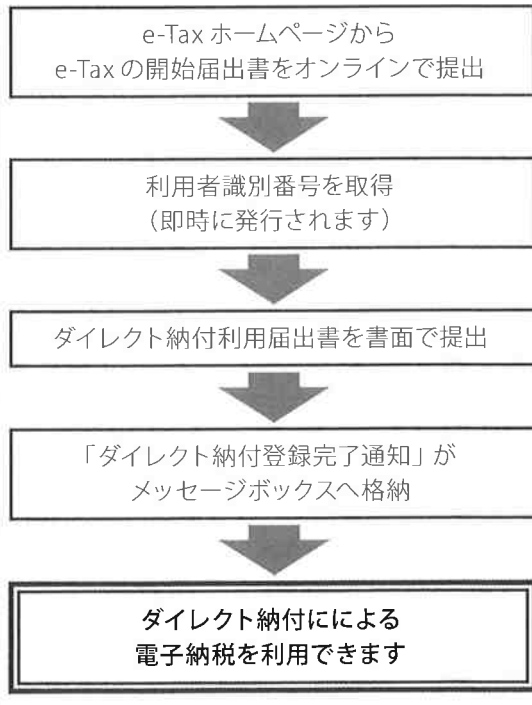 e-Tax ホームページから
e-Tax の開始届出書をオンラインで提出
利用者識別番号を取得
（即時に発行されます）
ダイレクト納付利用届出書を書面で提出
「ダイレクト納付登録完了通知」が
メッセージボックスへ格納
ダイレクト納付にによる
電子納税を利用できます